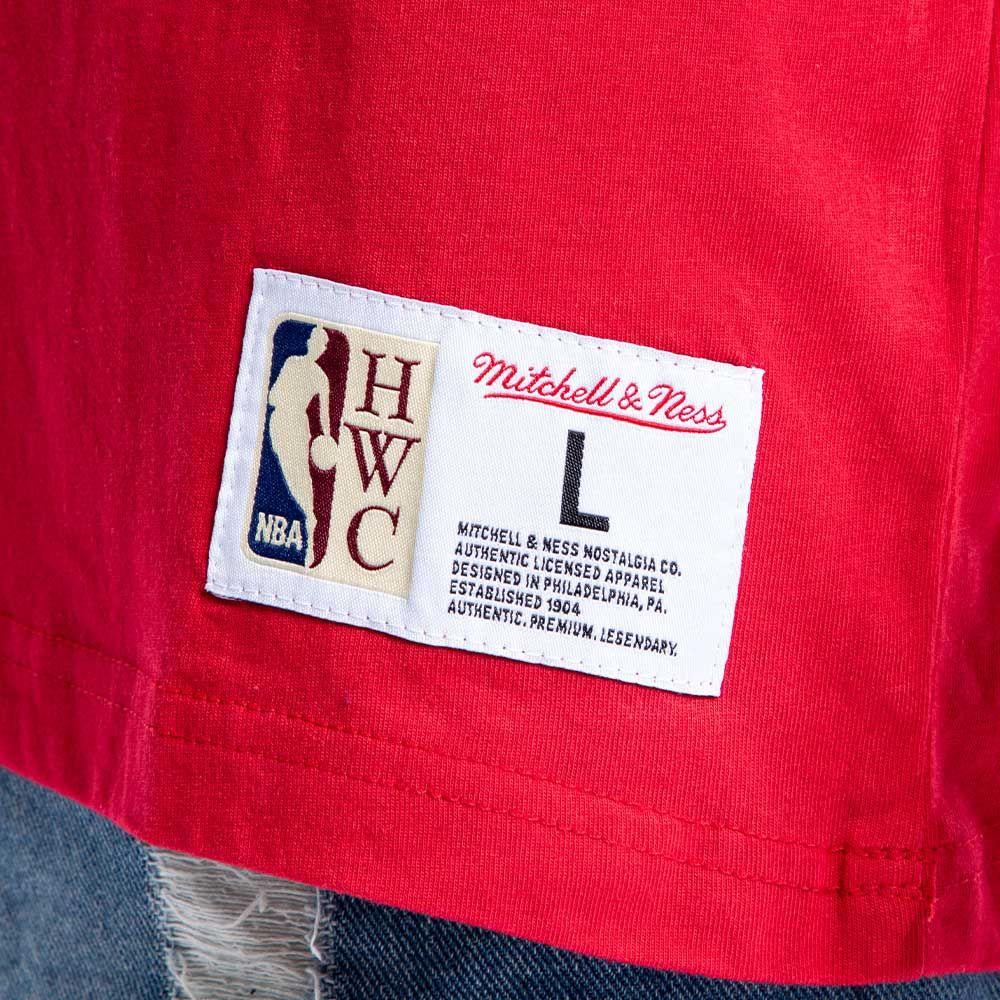 NBA
H
W
C
Mitchell & Ness
L
MITCHELL & NESS NOSTALGIA CO.
AUTHENTIC LICENSED APPAREL
DESIGNED IN PHILADELPHIA, PA.
ESTABLISHED 1904
AUTHENTIC. PREMIUM. LEGENDARY.